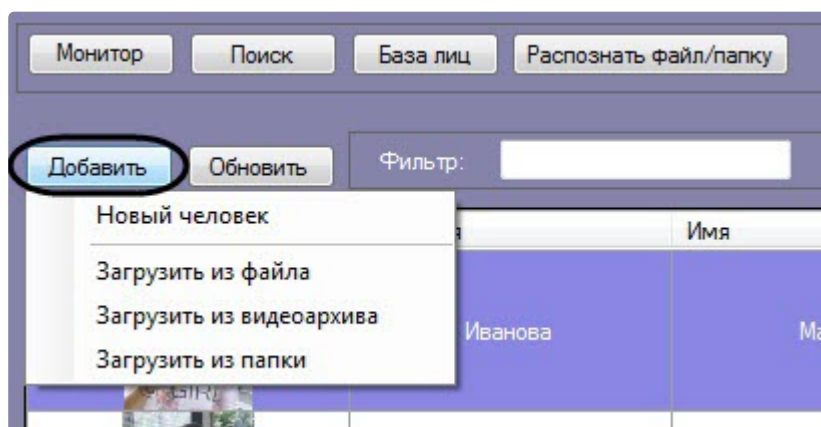 Монитор Поиск База лиц Распознать файл/папку
Добавить Обновить Фильтр:
Новый человек
Имя
Загрузить из файла
Загрузить из видеоархива
Иванова
Загрузить из папки
GIRL